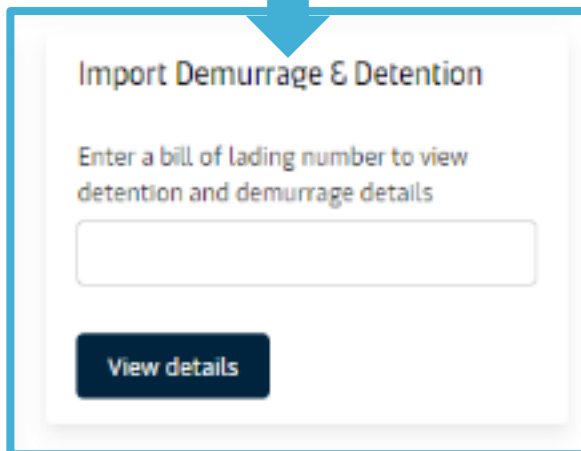 Import Demurrage & Detention
Enter a bill of lading number to view
detention and demurrage details
View details